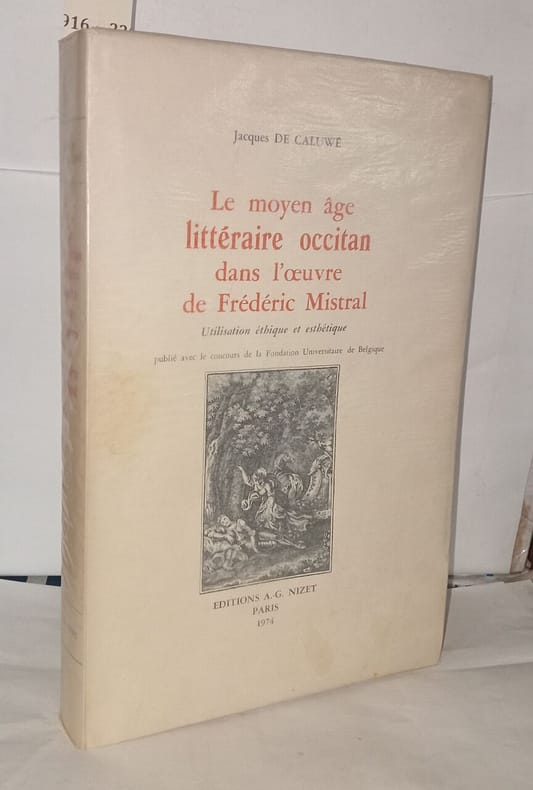 916
Jacques DE CALUWÉ
Le moyen âge
littéraire occitan
dans l'œuvre
de Frédéric Mistral
Utilisation éthique et esthétique
publié avec le concours de la Fondation Universitaire de Belgique
EDITIONS A.-G. NIZET
PARIS
1974